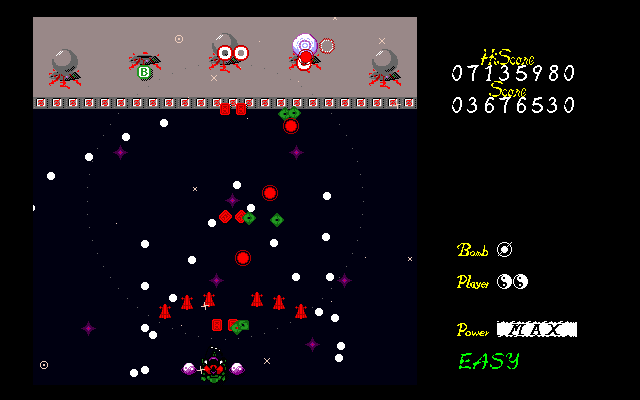 HiScore
07135980
Score
03676530
B
Bomb
Player
Power MAX
EASY